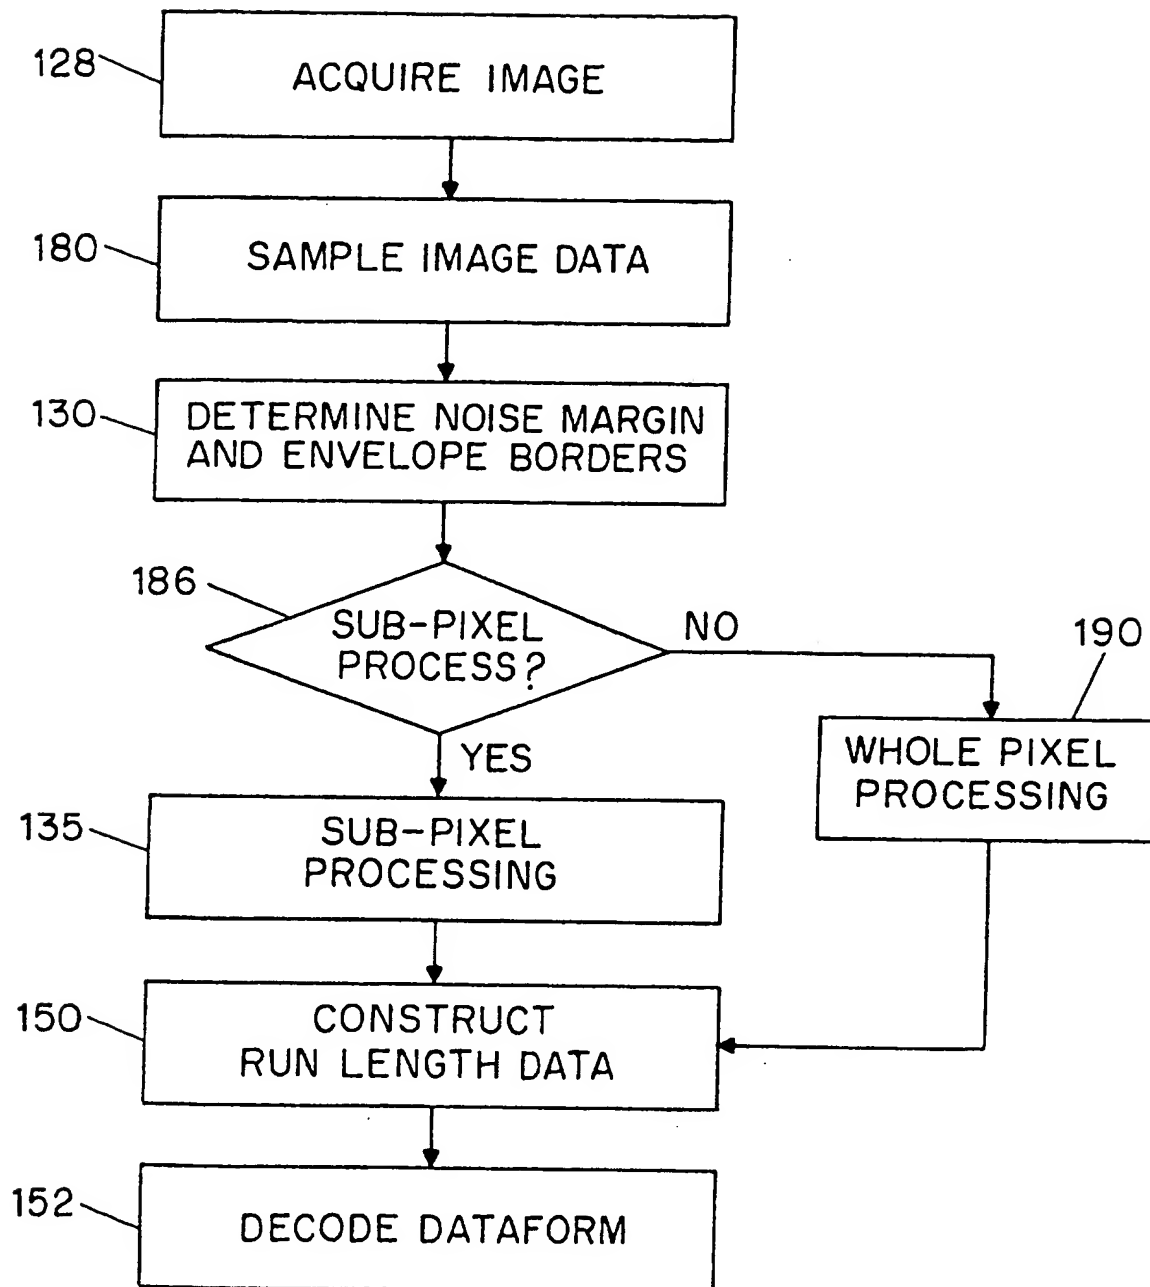 128
ACQUIRE IMAGE
180
SAMPLE IMAGE DATA
130
DETERMINE NOISE MARGIN
AND ENVELOPE BORDERS
186
SUB-PIXEL
PROCESS?
NO
190
YES
WHOLE PIXEL
PROCESSING
135
SUB-PIXEL
PROCESSING
150
CONSTRUCT
RUN LENGTH DATA
152
DECODE DATAFORM